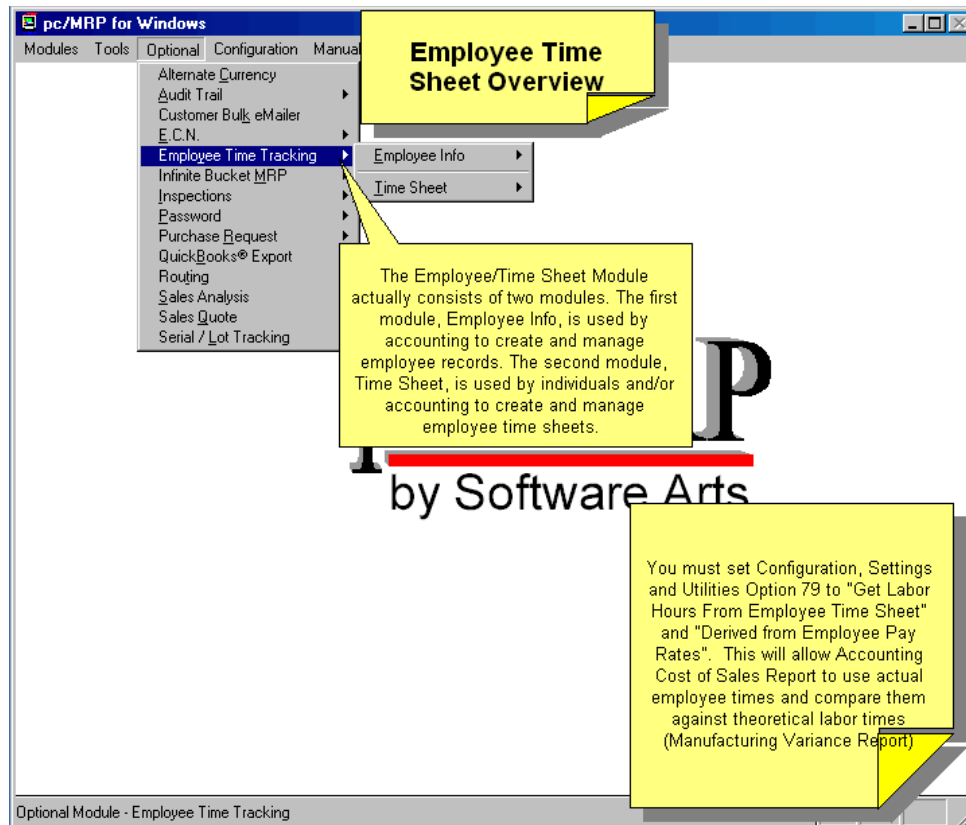 pc/MRP for Windows
Modules Tools Optional Configuration Manual
Employee Time
Sheet Overview
Alternate Currency
Audit Trail
Customer Bulk eMailer
E.C.N.
Employee Time Tracking
Infinite Bucket MRP
Inspections
Password
Purchase Request
QuickBooks® Export
Routing
Sales Analysis
Sales Quote
Serial / Lot Tracking
Employee Info
Time Sheet
The Employee/Time Sheet Module
actually consists of two modules. The first
module, Employee Info, is used by
accounting to create and manage
employee records. The second module,
Time Sheet, is used by individuals and/or
accounting to create and manage
employee time sheets.
by Software Arts
You must set Configuration, Settings
and Utilities Option 79 to "Get Labor
Hours From Employee Time Sheet"
and "Derived from Employee Pay
Rates".  This will allow Accounting
Cost of Sales Report to use actual
employee times and compare them
against theoretical labor times
(Manufacturing Variance Report)
Optional Module - Employee Time Tracking